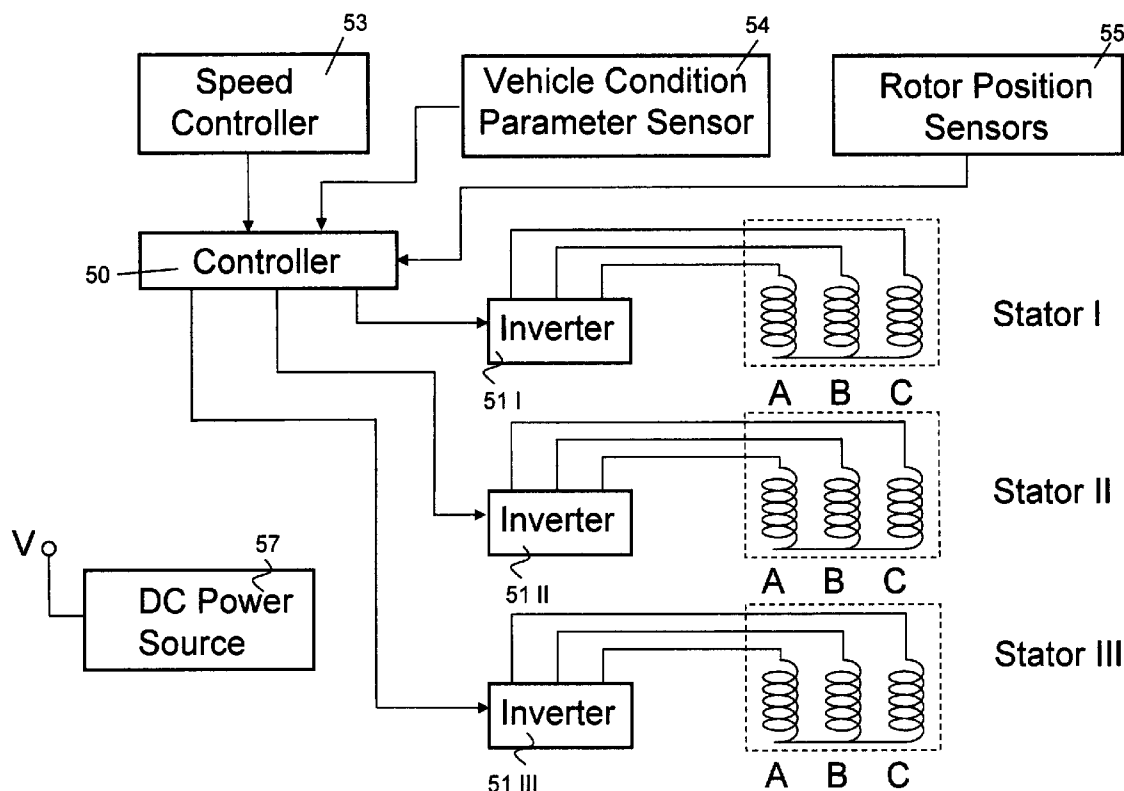 53
Speed
Controller
54
Vehicle Condition
Parameter Sensor
55
Rotor Position
Sensors
50
Controller
Inverter
51 I
Stator I
A B C
Inverter
51 II
Stator II
A B C
V
57
DC Power
Source
Inverter
51 III
Stator III
A B C